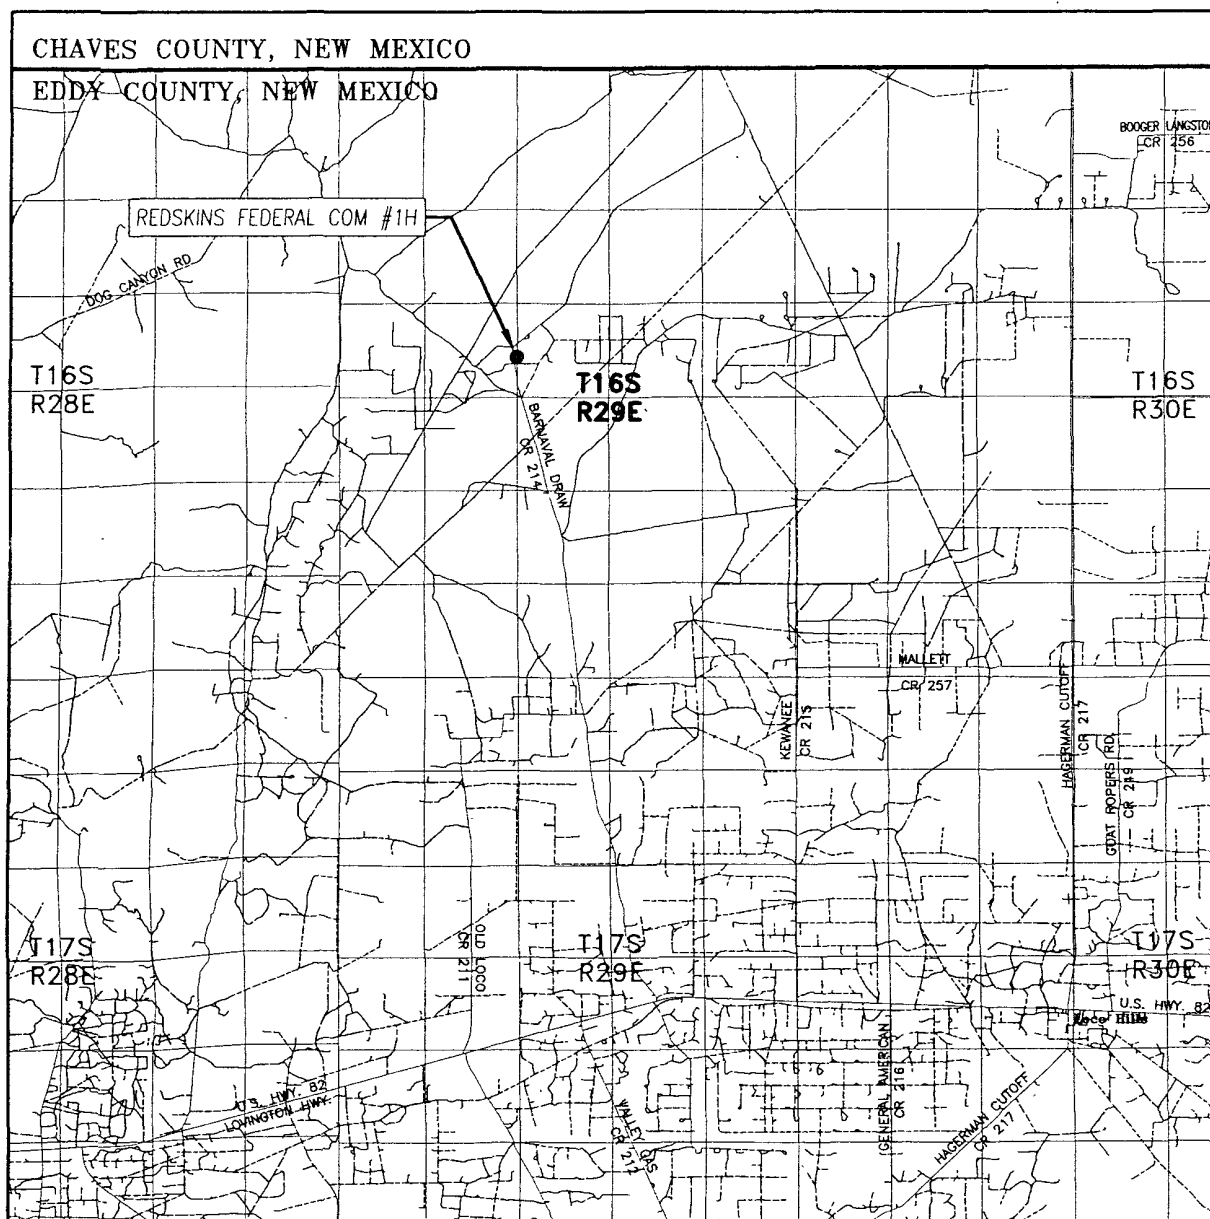 CHAVES COUNTY, NEW MEXICO
EDDY COUNTY, NEW MEXICO
BOOGER LANGSTON
CR 256
REDSKINS FEDERAL COM #1H
DOG CANYON RD
T16S
R28E
T16S
R29E
T16S
R30E
BARNAVAL DRAW
CR 214
MALLETT
CR 257
KEWANEE
CR 215
HAGERMAN CUTOFF
CR 217
GOAT ROPERS RD.
CR 249
T17S
R28E
OLD LOCO
CR 211
T17S
R29E
T17S
R30E
U.S. HWY. 82
Loco Hills
GENERAL AMERICAN
CR 216
U.S. HWY. 82
LOVINGTON HWY.
VALLEY GAS
CR 212
HAGERMAN CUTOFF
CR 217